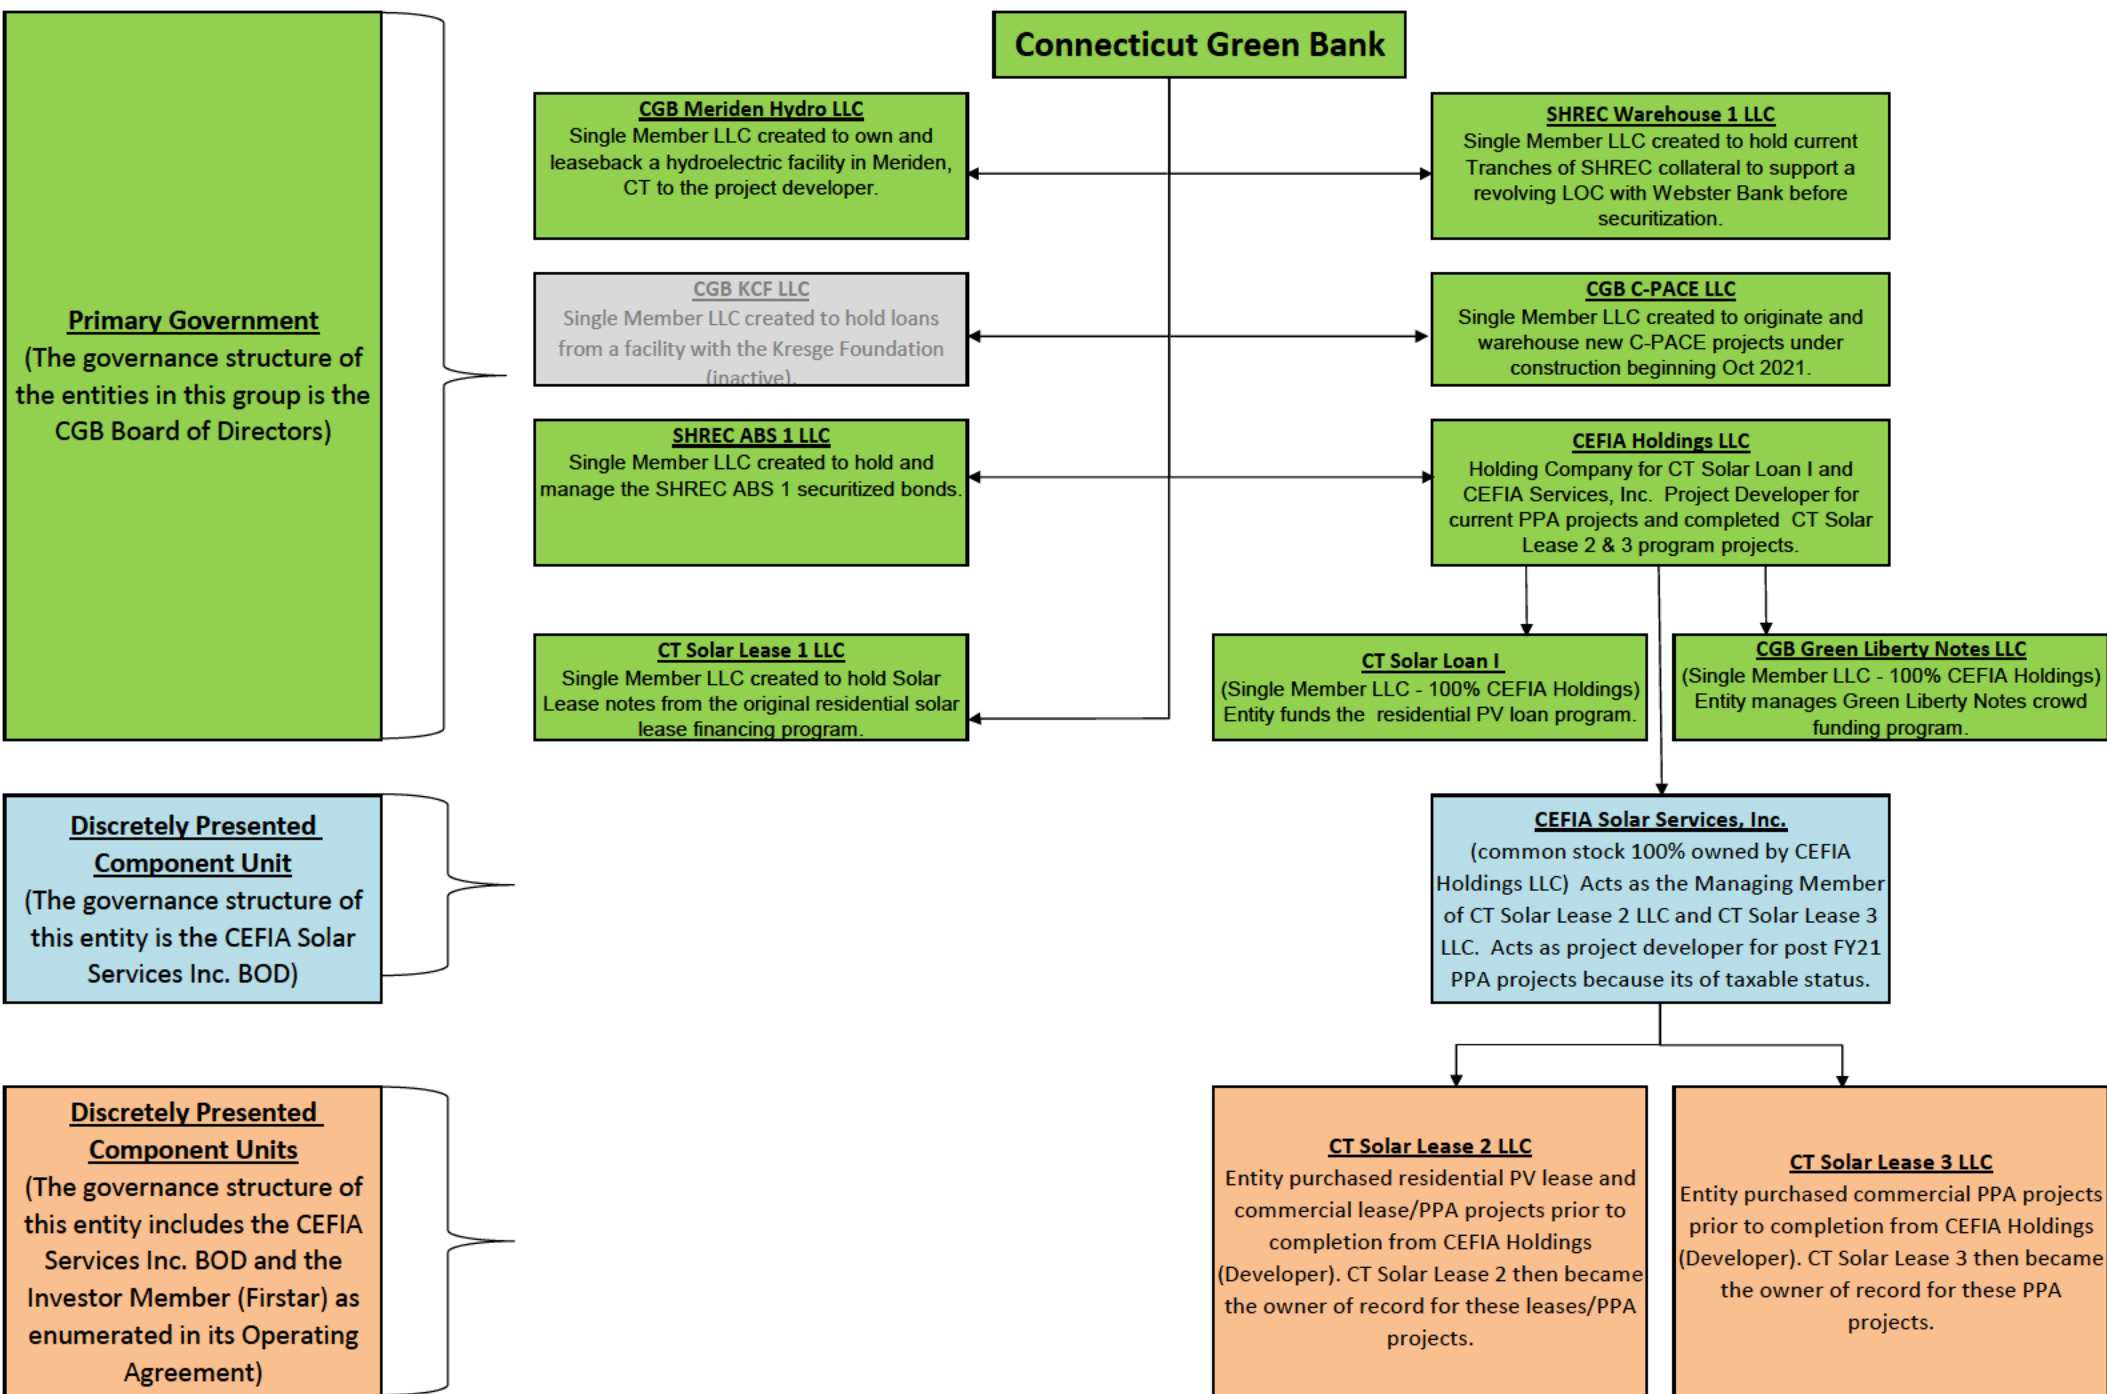 Connecticut Green Bank
Primary Government
(The governance structure of
the entities in this group is the
CGB Board of Directors)
CGB Meriden Hydro LLC
Single Member LLC created to own and
leaseback a hydroelectric facility in Meriden,
CT to the project developer.
SHREC Warehouse 1 LLC
Single Member LLC created to hold current
Tranches of SHREC collateral to support a
revolving LOC with Webster Bank before
securitization.
CGB KCF LLC
Single Member LLC created to hold loans
from a facility with the Kresge Foundation
(inactive).
CGB C-PACE LLC
Single Member LLC created to originate and
warehouse new C-PACE projects under
construction beginning Oct 2021.
SHREC ABS 1 LLC
Single Member LLC created to hold and
manage the SHREC ABS 1 securitized bonds.
CEFIA Holdings LLC
Holding Company for CT Solar Loan I and
CEFIA Services, Inc.  Project Developer for
current PPA projects and completed  CT Solar
Lease 2 & 3 program projects.
CT Solar Lease 1 LLC
Single Member LLC created to hold Solar
Lease notes from the original residential solar
lease financing program.
CT Solar Loan I
(Single Member LLC - 100% CEFIA Holdings)
Entity funds the  residential PV loan program.
CGB Green Liberty Notes LLC
(Single Member LLC - 100% CEFIA Holdings)
Entity manages Green Liberty Notes crowd
funding program.
Discretely Presented
Component Unit
(The governance structure of
this entity is the CEFIA Solar
Services Inc. BOD)
CEFIA Solar Services, Inc.
(common stock 100% owned by CEFIA
Holdings LLC)  Acts as the Managing Member
of CT Solar Lease 2 LLC and CT Solar Lease 3
LLC.  Acts as project developer for post FY21
PPA projects because its of taxable status.
Discretely Presented
Component Units
(The governance structure of
this entity includes the CEFIA
Services Inc. BOD and the
Investor Member (Firstar) as
enumerated in its Operating
Agreement)
CT Solar Lease 2 LLC
Entity purchased residential PV lease and
commercial lease/PPA projects prior to
completion from CEFIA Holdings
(Developer). CT Solar Lease 2 then became
the owner of record for these leases/PPA
projects.
CT Solar Lease 3 LLC
Entity purchased commercial PPA projects
prior to completion from CEFIA Holdings
(Developer). CT Solar Lease 3 then became
the owner of record for these PPA
projects.